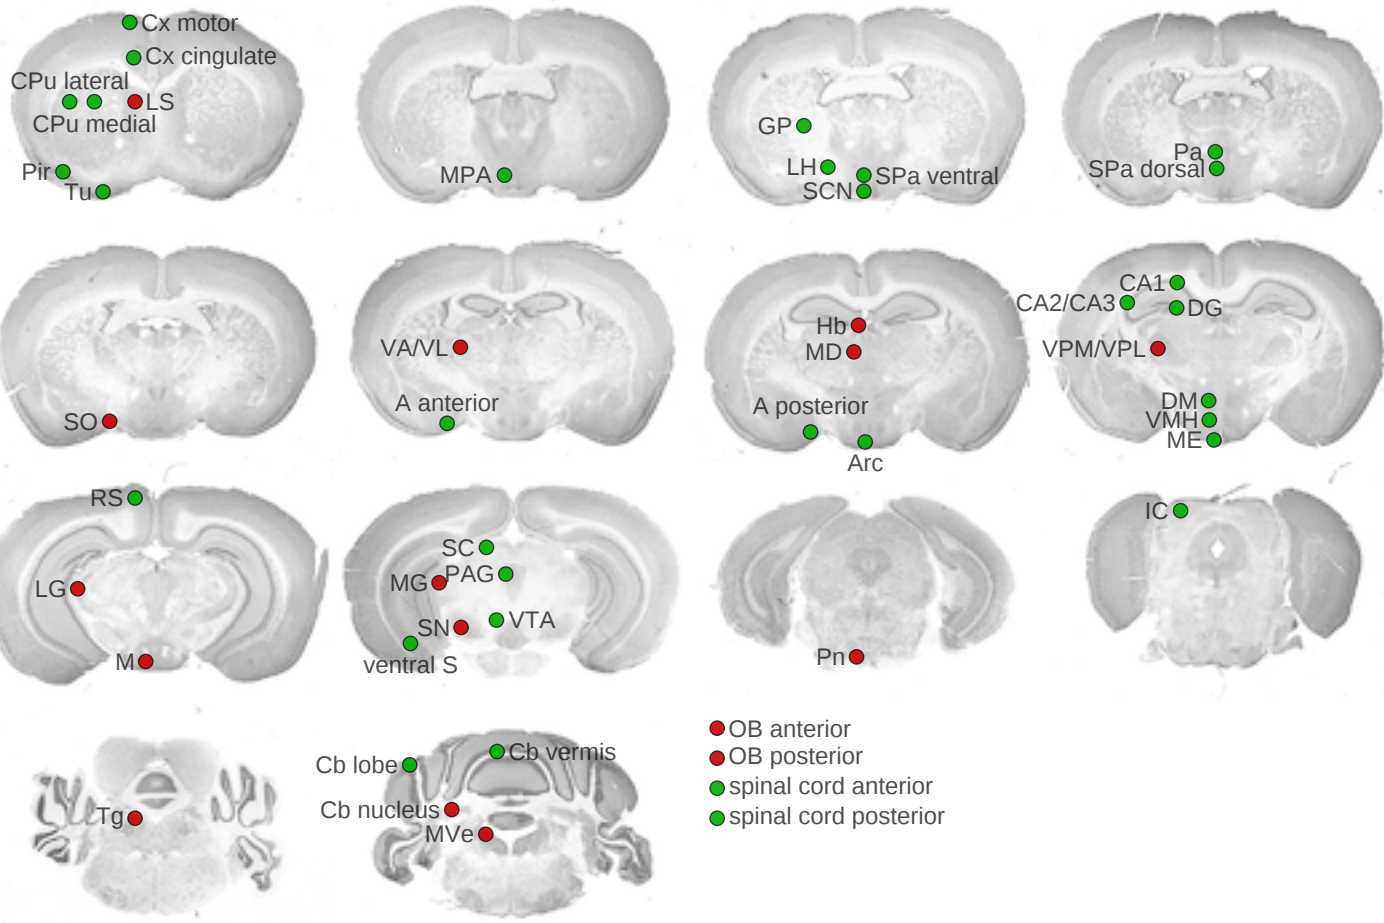 Cx motor
Cx cingulate
CPu lateral
LS
CPu medial
Pir
Tu
MPA
GP
LH
SPa ventral
SCN
Pa
SPa dorsal
SO
VA/VL
A anterior
Hb
MD
A posterior
Arc
CA1
CA2/CA3
DG
VPM/VPL
DM
VMH
ME
RS
LG
M
SC
MG
PAG
SN
VTA
ventral S
Pn
IC
Tg
Cb lobe
Cb vermis
Cb nucleus
MVe
OB anterior
OB posterior
spinal cord anterior
spinal cord posterior